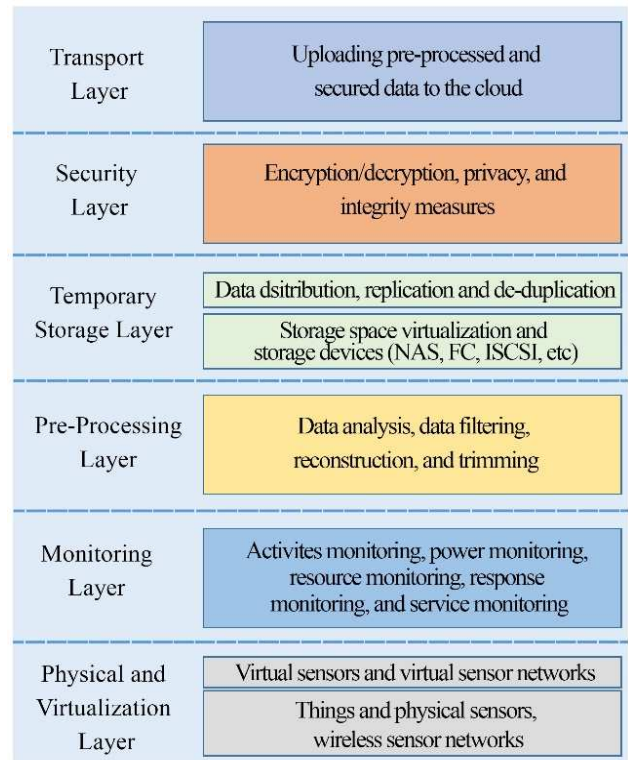 Transport
Layer
Uploading pre-processed and
secured data to the cloud
Security
Layer
Encryption/decryption, privacy, and
integrity measures
Temporary
Storage Layer
Data dsitribution, replication and de-duplication
Storage space virtualization and
storage devices (NAS, FC, ISCSI, etc)
Pre-Processing
Layer
Data analysis, data filtering,
reconstruction, and trimming
Monitoring
Layer
Activites monitoring, power monitoring,
resource monitoring, response
monitoring, and service monitoring
Physical and
Virtualization
Layer
Virtual sensors and virtual sensor networks
Things and physical sensors,
wireless sensor networks